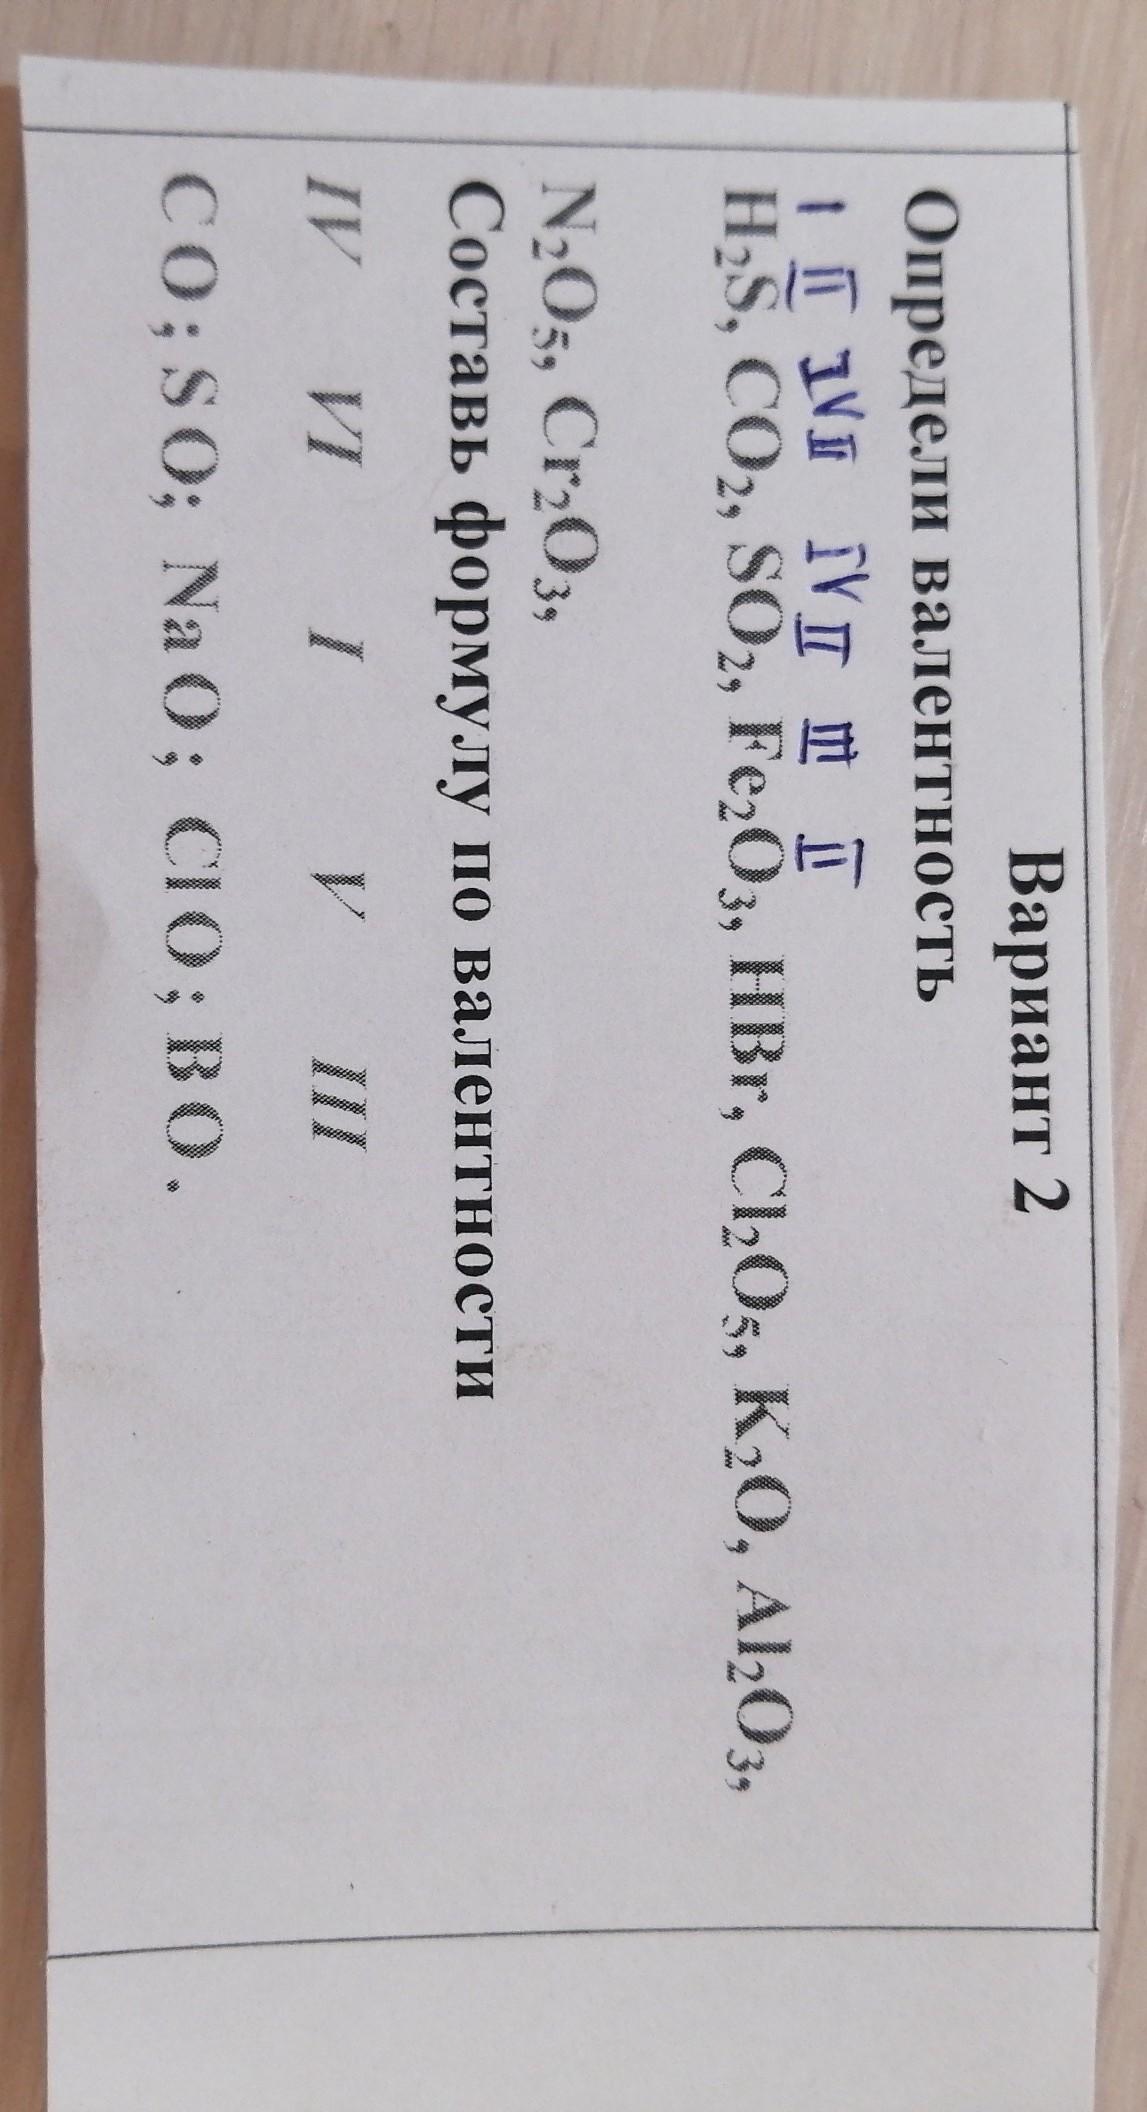 Вариант 2
Определи валентность
I II IV II IV II III II
H₂S, CO₂, SO₂, Fe₂O₃, HBr, Cl₂O₅, K₂O, Al₂O₃,
N₂O₅, Cr₂O₃,
Составь формулу по валентности
IV VI I V III
CO; SO; NaO; ClO; BO.